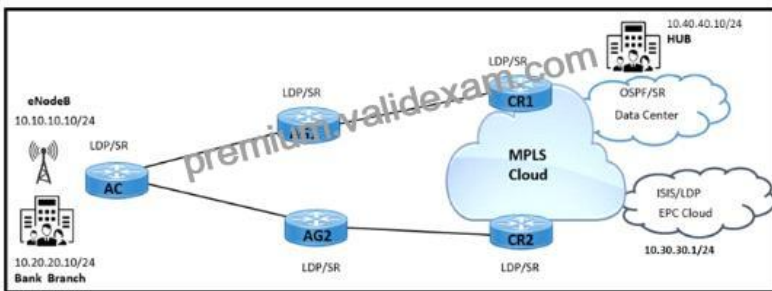 10.40.40.10/24
HUB
LDP/SR
OSPF/SR
Data Center
eNodeB
10.10.10.10/24
LDP/SR
LDP/SR
CR1
premium.validexam.com
MPLS
Cloud
AC
ISIS/LDP
EPC Cloud
AG2
CR2
10.20.20.10/24
Bank Branch
LDP/SR
LDP/SR
10.30.30.1/24